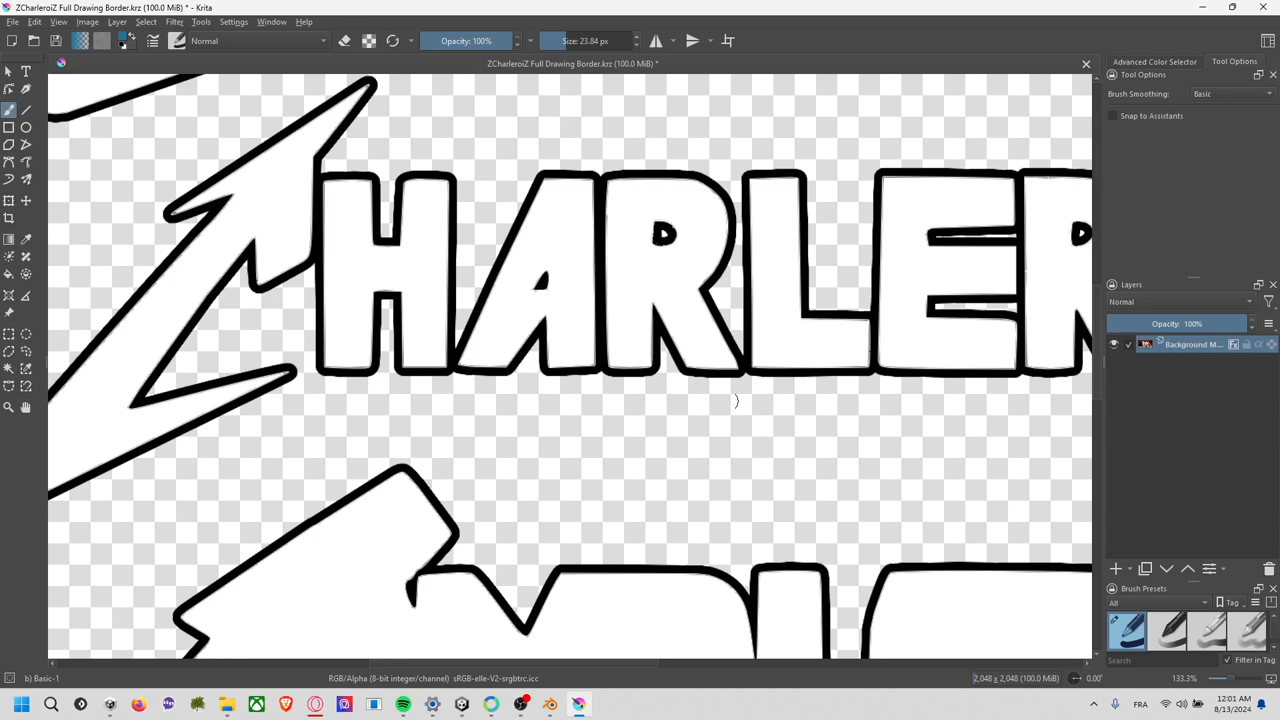 ZCharleroiZ Full Drawing Border.krz (100.0 MiB) * - Krita
File Edit View Image Layer Select Filter Tools Settings Window Help
Normal Opacity: 100% Size: 23.84 px
ZCharleroiZ Full Drawing Border.krz (100.0 MiB) *
Advanced Color Selector Tool Options
Tool Options
Brush Smoothing: Basic
Snap to Assistants
HARLER
Layers
Normal
Opacity: 100%
Background M...
Brush Presets
All Tag
Search Filter in Tag
b) Basic-1 RGB/Alpha (8-bit integer/channel) sRGB-elle-V2-srgbtrc.icc 2,048 x 2,048 (100.0 MiB) 0.00° 133.3%
FRA 12:01 AM
8/13/2024